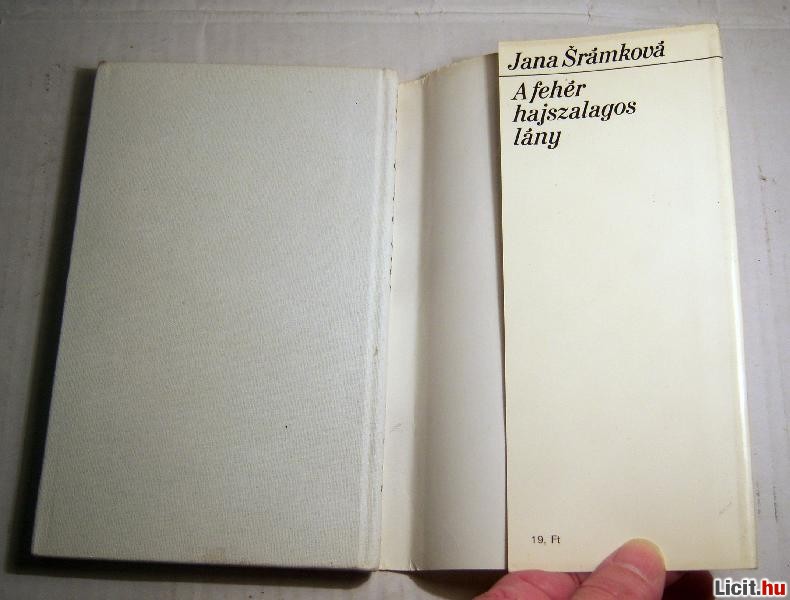 Jana Šrámková
A fehér
hajszalagos
lány
19, Ft
Licit.hu